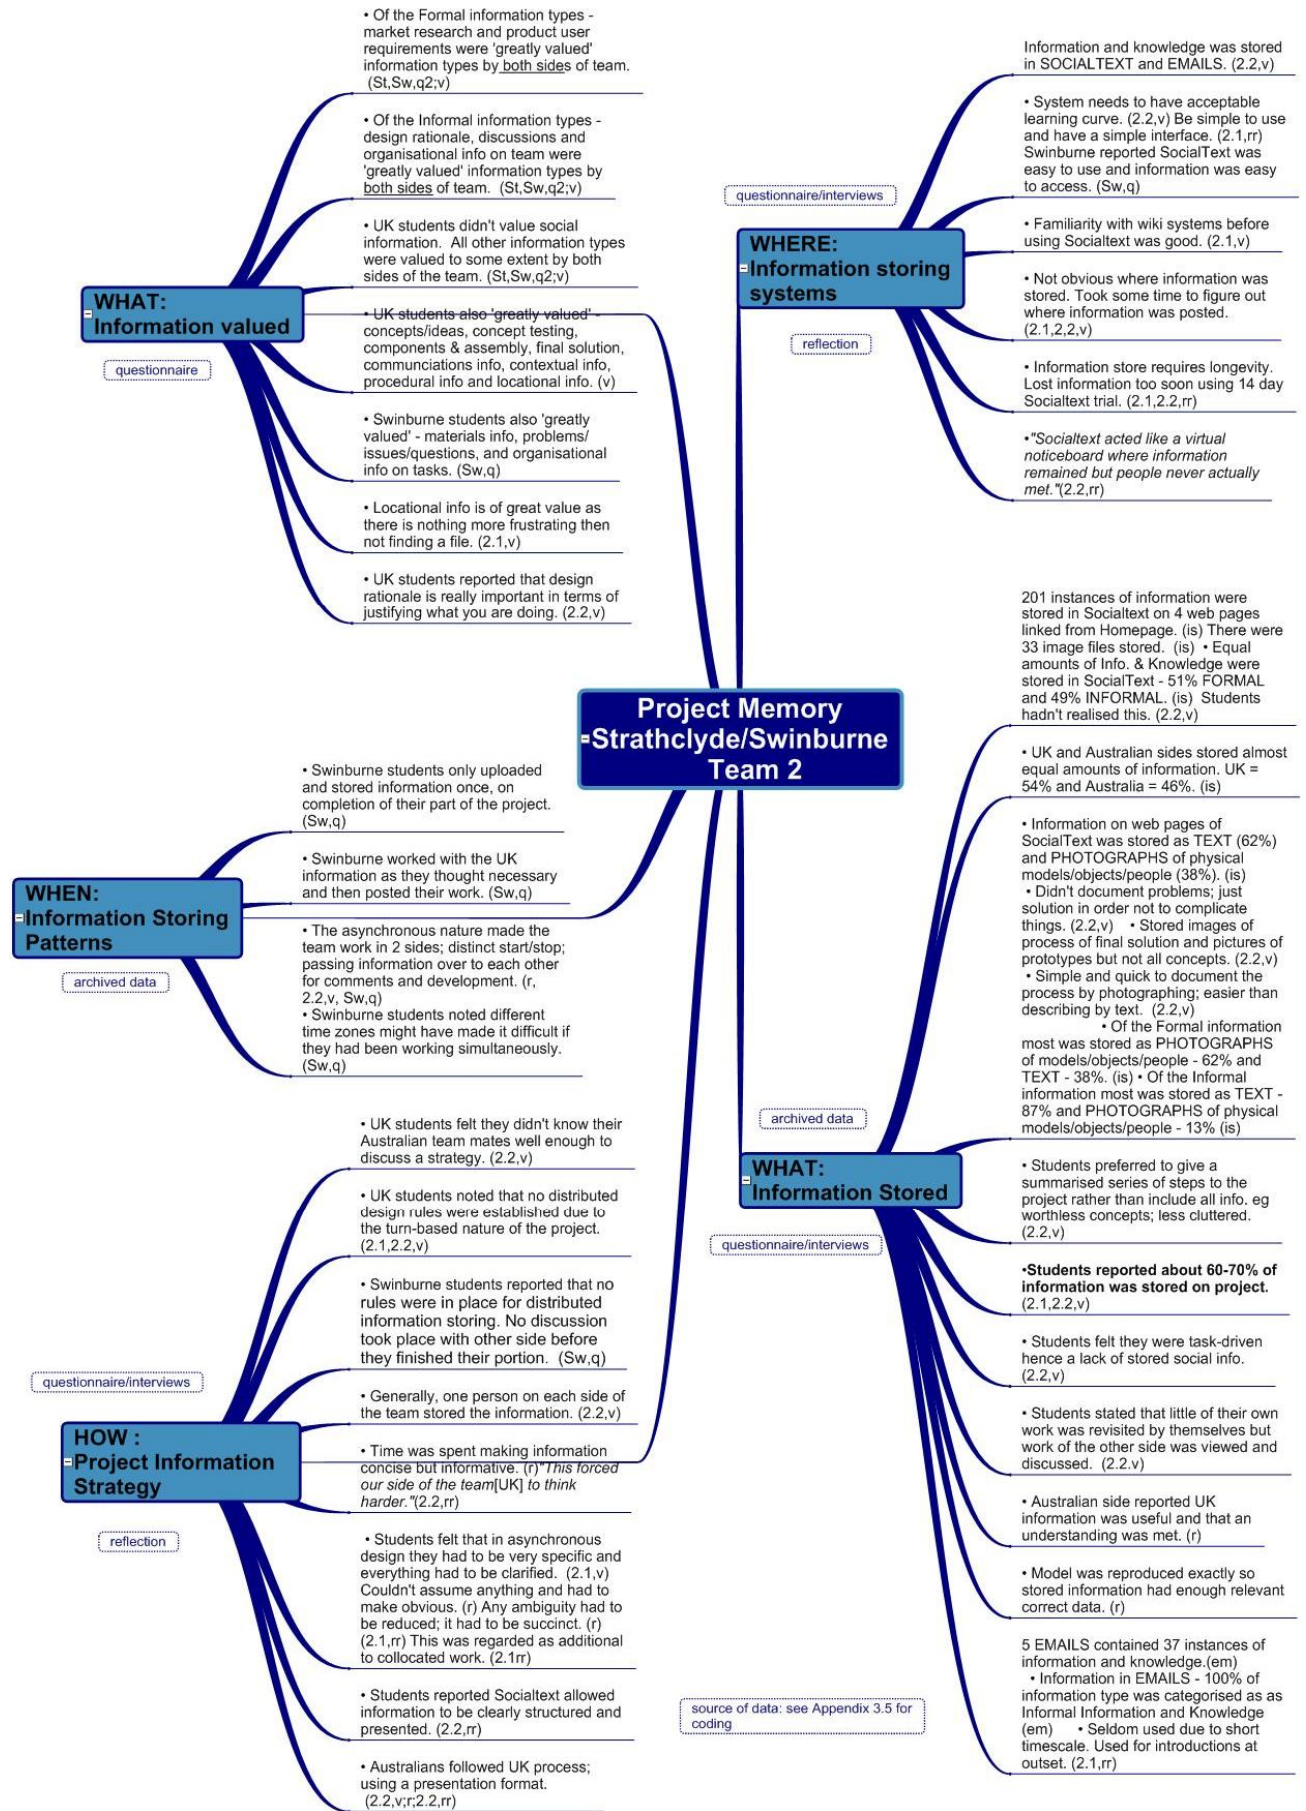 • Of the Formal information types -
market research and product user
requirements were 'greatly valued'
information types by both sides of team.
(St,Sw,q2;v)
• Of the Informal information types -
design rationale, discussions and
organisational info on team were
'greatly valued' information types by
both sides of team. (St,Sw,q2;v)
• UK students didn't value social
information. All other information types
were valued to some extent by both
sides of the team. (St,Sw,q2;v)
WHAT:
Information valued
questionnaire
• UK students also 'greatly valued' -
concepts/ideas, concept testing,
components & assembly, final solution,
communciations info, contextual info,
procedural info and locational info. (v)
• Swinburne students also 'greatly
valued' - materials info, problems/
issues/questions, and organisational
info on tasks. (Sw,q)
• Locational info is of great value as
there is nothing more frustrating then
not finding a file. (2.1,v)
• UK students reported that design
rationale is really important in terms of
justifying what you are doing. (2.2,v)
Information and knowledge was stored
in SOCIALTEXT and EMAILS. (2.2,v)
• System needs to have acceptable
learning curve. (2.2,v) Be simple to use
and have a simple interface. (2.1,rr)
Swinburne reported SocialText was
easy to use and information was easy
to access. (Sw,q)
questionnaire/interviews
WHERE:
Information storing
systems
reflection
• Familiarity with wiki systems before
using Socialtext was good. (2.1,v)
• Not obvious where information was
stored. Took some time to figure out
where information was posted.
(2.1,2,2,v)
• Information store requires longevity.
Lost information too soon using 14 day
Socialtext trial. (2.1,2.2,rr)
•"Socialtext acted like a virtual
noticeboard where information
remained but people never actually
met."(2.2,rr)
Project Memory
Strathclyde/Swinburne
Team 2
• Swinburne students only uploaded
and stored information once, on
completion of their part of the project.
(Sw,q)
• Swinburne worked with the UK
information as they thought necessary
and then posted their work. (Sw,q)
WHEN:
Information Storing
Patterns
archived data
• The asynchronous nature made the
team work in 2 sides; distinct start/stop;
passing information over to each other
for comments and development. (r,
2.2,v, Sw,q)
• Swinburne students noted different
time zones might have made it difficult if
they had been working simultaneously.
(Sw,q)
201 instances of information were
stored in Socialtext on 4 web pages
linked from Homepage. (is) There were
33 image files stored. (is) • Equal
amounts of Info. & Knowledge were
stored in SocialText - 51% FORMAL
and 49% INFORMAL. (is) Students
hadn't realised this. (2.2,v)
• UK and Australian sides stored almost
equal amounts of information. UK =
54% and Australia = 46%. (is)
• Information on web pages of
SocialText was stored as TEXT (62%)
and PHOTOGRAPHS of physical
models/objects/people (38%). (is)
• Didn't document problems; just
solution in order not to complicate
things. (2.2,v) • Stored images of
process of final solution and pictures of
prototypes but not all concepts. (2.2,v)
• Simple and quick to document the
process by photographing; easier than
describing by text. (2.2,v)
• Of the Formal information
most was stored as PHOTOGRAPHS
of models/objects/people - 62% and
TEXT - 38%. (is) • Of the Informal
information most was stored as TEXT -
87% and PHOTOGRAPHS of physical
models/objects/people - 13% (is)
archived data
WHAT:
Information Stored
questionnaire/interviews
• Students preferred to give a
summarised series of steps to the
project rather than include all info. eg
worthless concepts; less cluttered.
(2.2,v)
•Students reported about 60-70% of
information was stored on project.
(2.1,2.2,v)
• Students felt they were task-driven
hence a lack of stored social info.
(2.2,v)
• Students stated that little of their own
work was revisited by themselves but
work of the other side was viewed and
discussed. (2.2.v)
• Australian side reported UK
information was useful and that an
understanding was met. (r)
• Model was reproduced exactly so
stored information had enough relevant
correct data. (r)
5 EMAILS contained 37 instances of
information and knowledge.(em)
• Information in EMAILS - 100% of
information type was categorised as as
Informal Information and Knowledge
(em) • Seldom used due to short
timescale. Used for introductions at
outset. (2.1,rr)
• UK students felt they didn't know their
Australian team mates well enough to
discuss a strategy. (2.2,v)
• UK students noted that no distributed
design rules were established due to
the turn-based nature of the project.
(2.1,2.2,v)
• Swinburne students reported that no
rules were in place for distributed
information storing. No discussion
took place with other side before
they finished their portion. (Sw,q)
questionnaire/interviews
• Generally, one person on each side of
the team stored the information. (2.2,v)
HOW :
Project Information
Strategy
reflection
• Time was spent making information
concise but informative. (r)"This forced
our side of the team[UK] to think
harder."(2.2,rr)
• Students felt that in asynchronous
design they had to be very specific and
everything had to be clarified. (2.1,v)
Couldn't assume anything and had to
make obvious. (r) Any ambiguity had to
be reduced; it had to be succinct. (r)
(2.1,rr) This was regarded as additional
to collocated work. (2.1rr)
• Students reported Socialtext allowed
information to be clearly structured and
presented. (2.2,rr)
• Australians followed UK process;
using a presentation format.
(2.2,v;r;2.2,rr)
source of data: see Appendix 3.5 for
coding